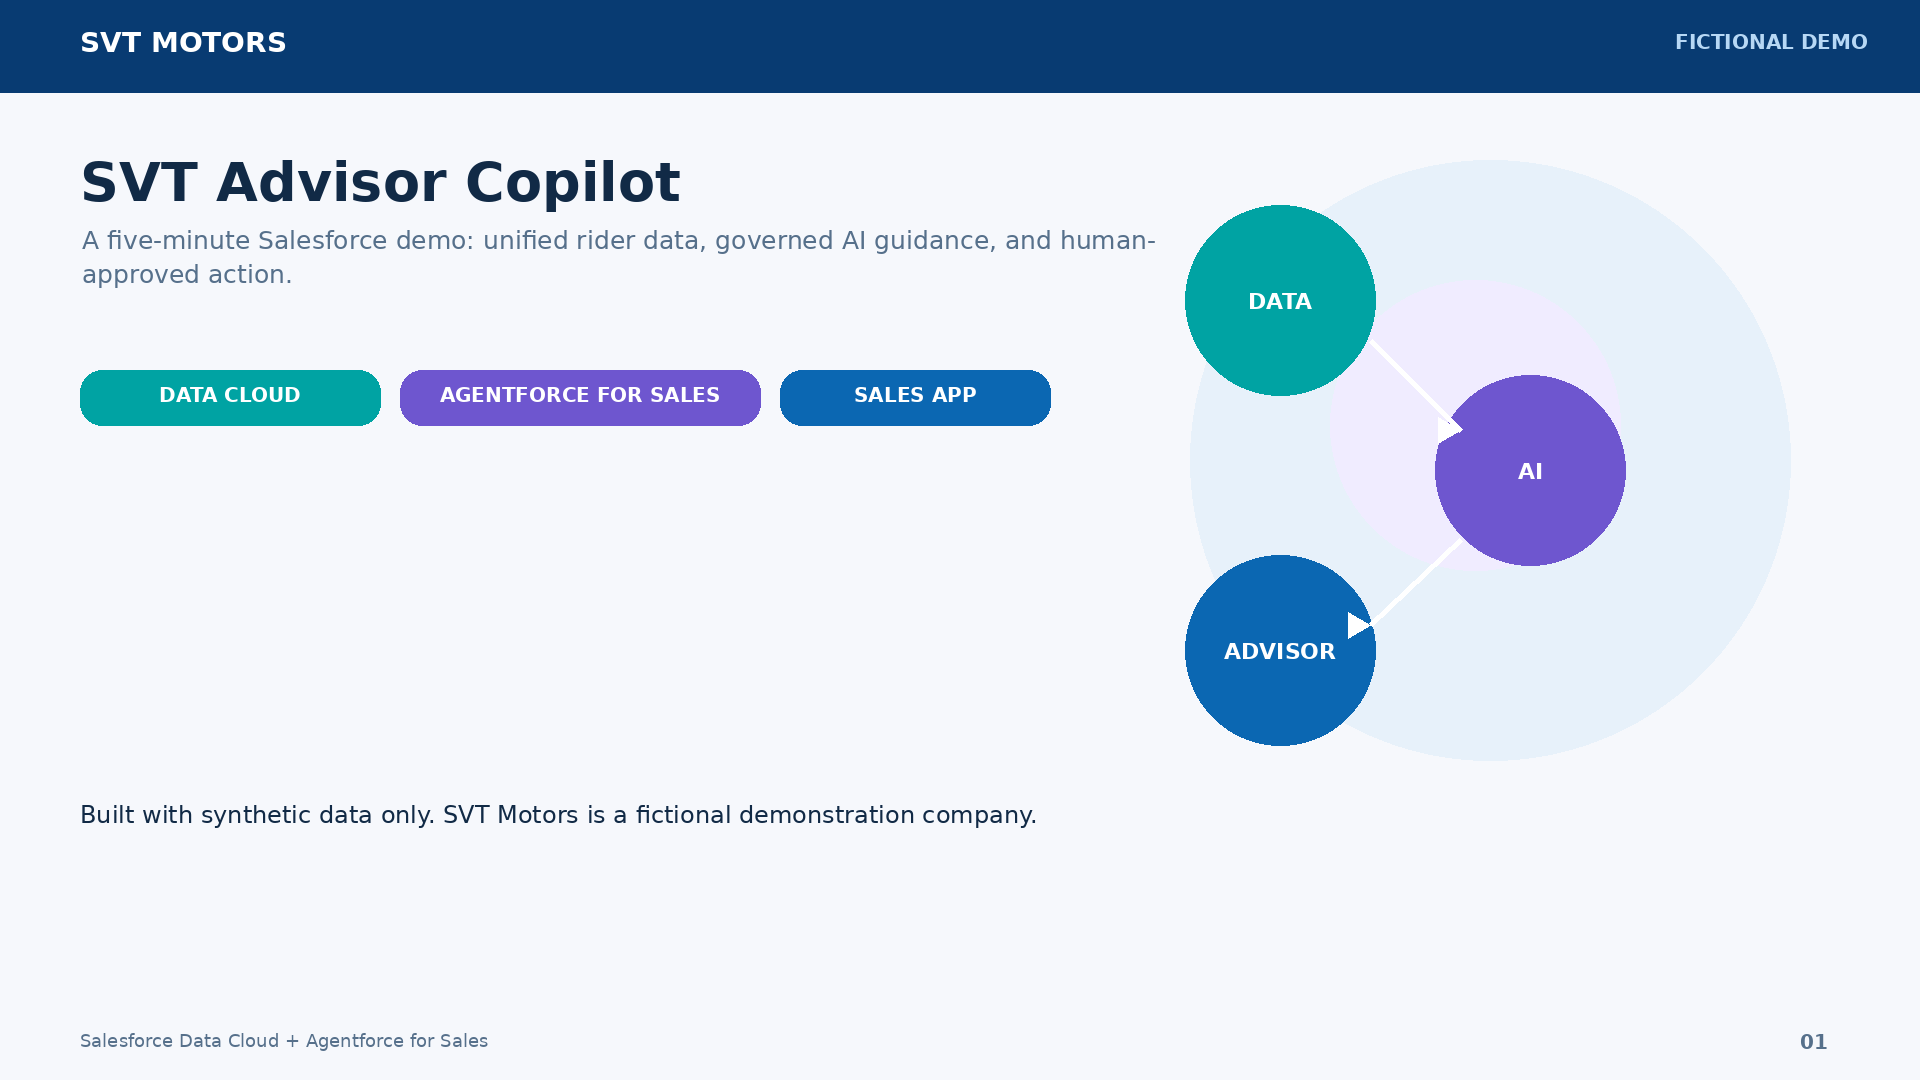 SVT MOTORS
FICTIONAL DEMO
SVT Advisor Copilot
A five-minute Salesforce demo: unified rider data, governed AI guidance, and human-
approved action.
DATA CLOUD
AGENTFORCE FOR SALES
SALES APP
DATA
AI
ADVISOR
Built with synthetic data only. SVT Motors is a fictional demonstration company.
Salesforce Data Cloud + Agentforce for Sales
01